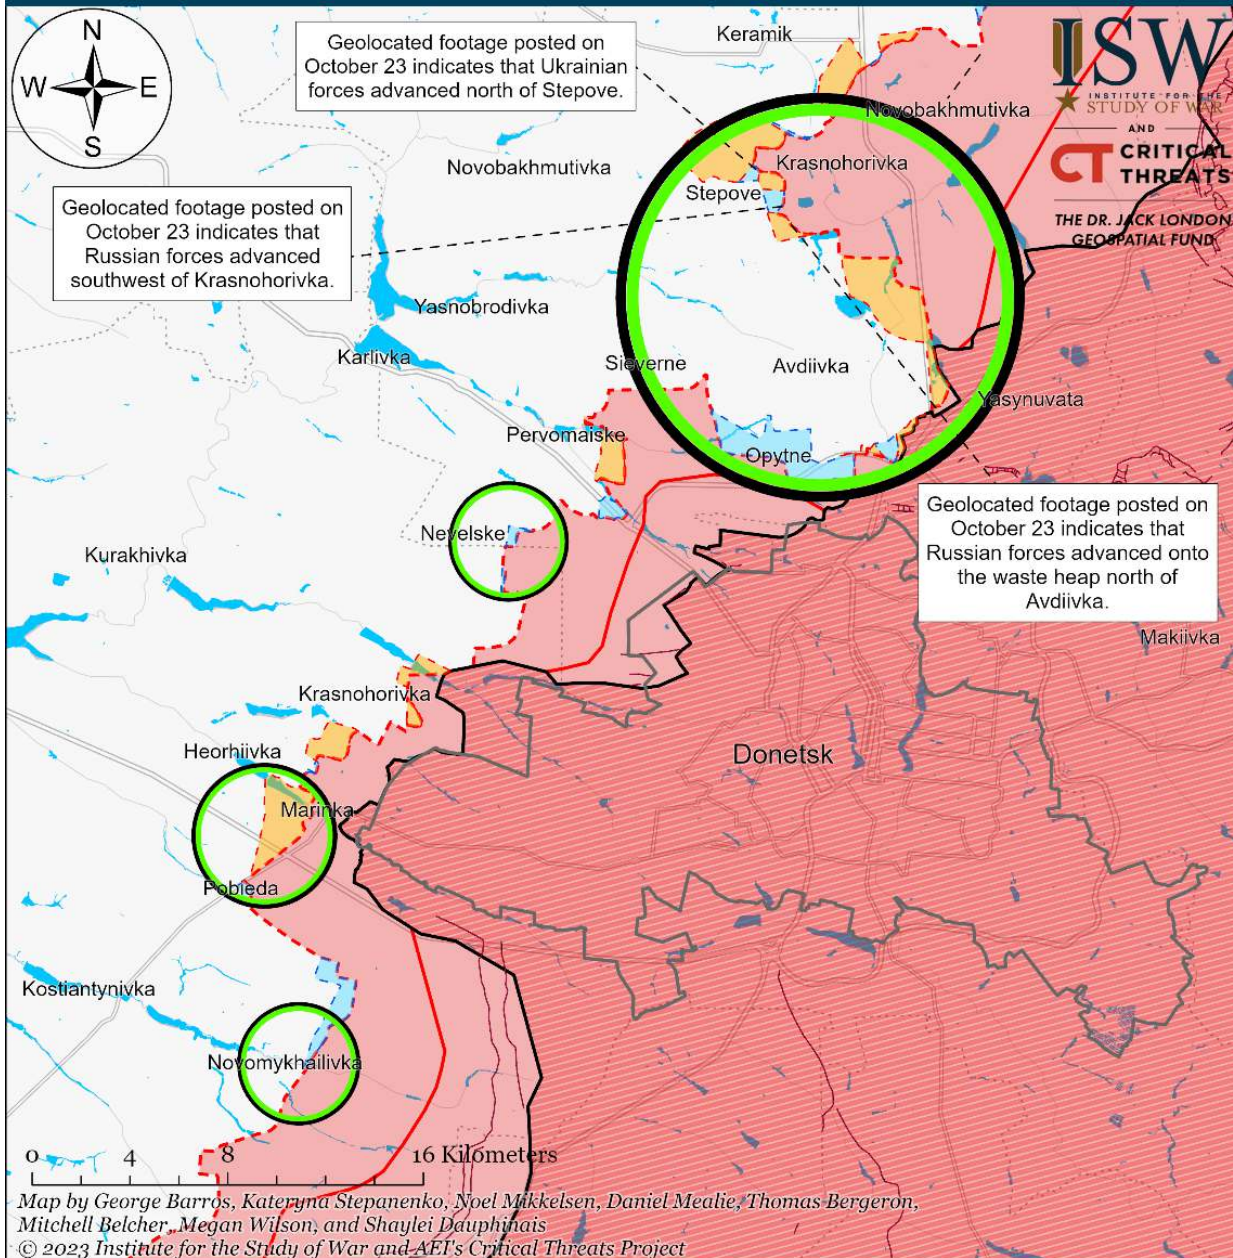 N
W
E
S
Geolocated footage posted on
October 23 indicates that Ukrainian
forces advanced north of Stepove.
Keramik
ISW
INSTITUTE FOR THE
STUDY OF WAR
AND
CT CRITICAL
THREATS
THE DR. JACK LONDON
GEOSPATIAL FUND
Novobakhmutivka
Krasnohorivka
Novobakhmutivka
Stepove
Geolocated footage posted on
October 23 indicates that
Russian forces advanced
southwest of Krasnohorivka.
Yasnobrodivka
Karlivka
Sieverne
Avdiivka
Yasynuvata
Pervomaiske
Opytne
Geolocated footage posted on
October 23 indicates that
Russian forces advanced onto
the waste heap north of
Avdiivka.
Nevelske
Kurakhivka
Makiivka
Krasnohorivka
Heorhiivka
Donetsk
Marinka
Pobieda
Kostiantynivka
Novomykhailivka
0 4 8 16 Kilometers
Map by George Barros, Kateryna Stepanenko, Noel Mikkelsen, Daniel Mealie, Thomas Bergeron,
Mitchell Belcher, Megan Wilson, and Shaylei Dauphinais
© 2023 Institute for the Study of War and AEI's Critical Threats Project